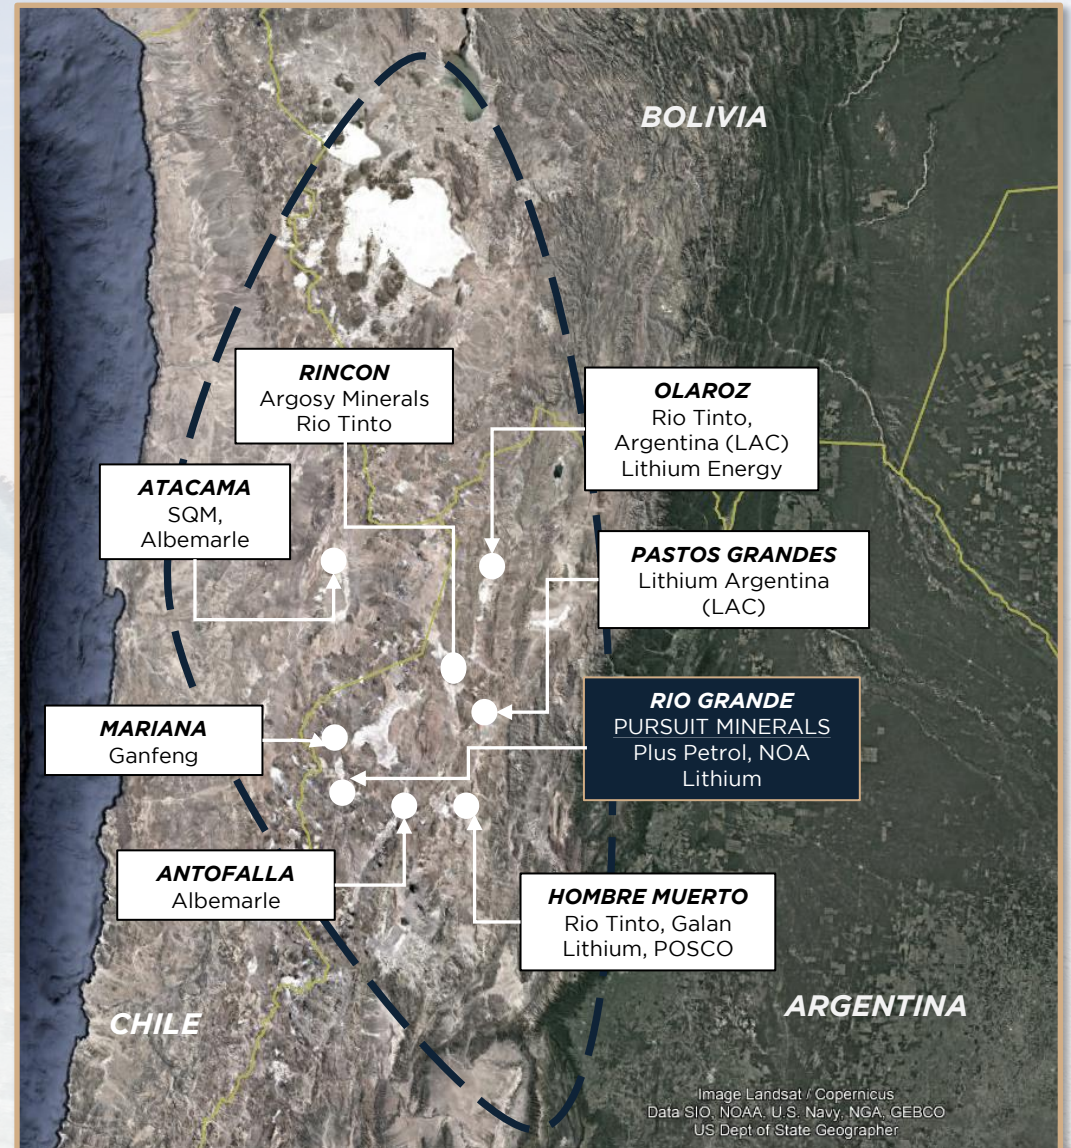 BOLIVIA
RINCON
Argosy Minerals
Rio Tinto
OLAROZ
Rio Tinto,
Argentina (LAC)
Lithium Energy
ATACAMA
SQM,
Albemarle
PASTOS GRANDES
Lithium Argentina
(LAC)
RIO GRANDE
PURSUIT MINERALS
Plus Petrol, NOA
Lithium
MARIANA
Ganfeng
ANTOFALLA
Albemarle
HOMBRE MUERTO
Rio Tinto, Galan
Lithium, POSCO
CHILE
ARGENTINA
Image Landsat / Copernicus
Data SIO, NOAA, U.S. Navy, NGA, GEBCO
US Dept of State Geographer